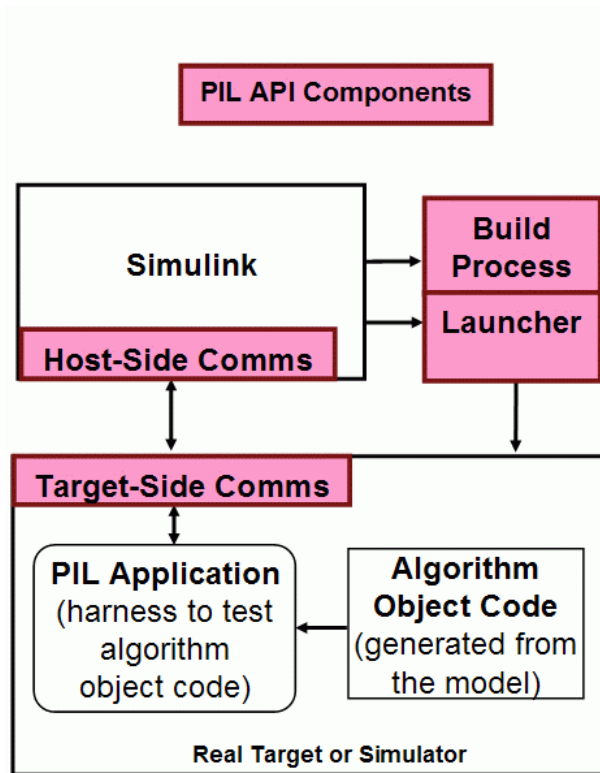 PIL API Components
Simulink
Build
Process
Launcher
Host-Side Comms
Target-Side Comms
PIL Application
(harness to test
algorithm
object code)
Algorithm
Object Code
(generated from
the model)
Real Target or Simulator